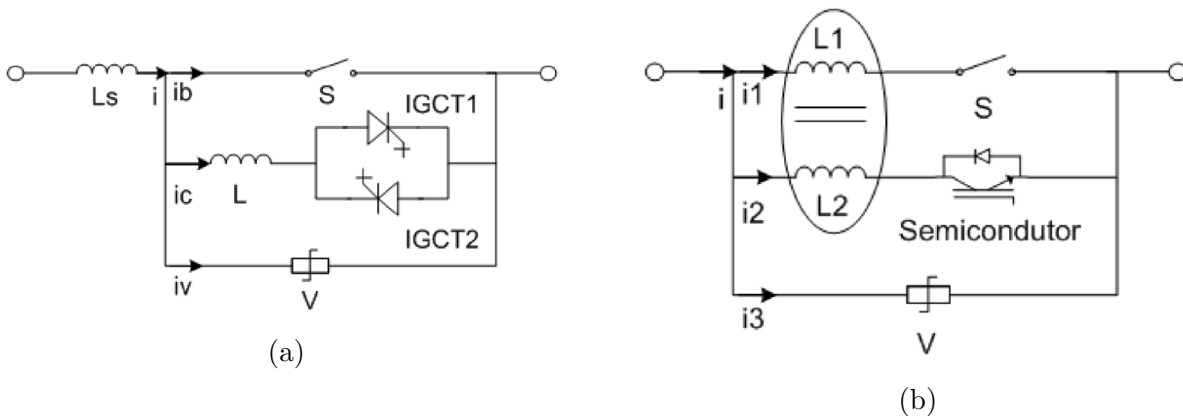 L1
Ls
i
ib
S
IGCT1
i
i1
S
ic
L
IGCT2
i2
L2
Semicondutor
iv
V
i3
V
(a)
(b)